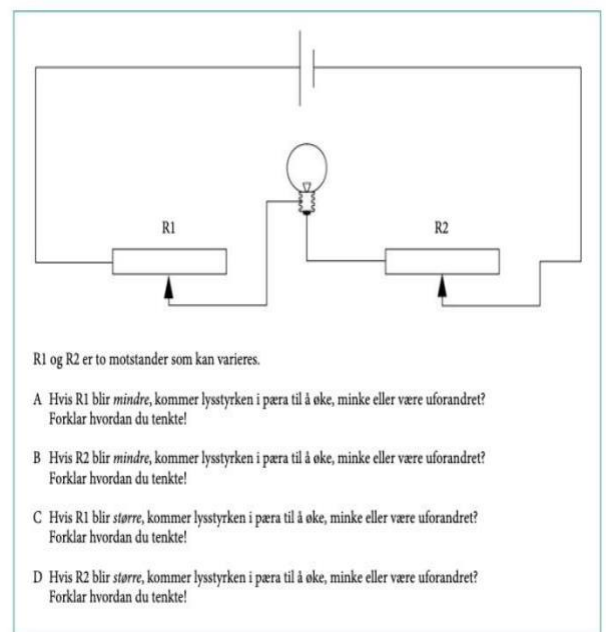 R1
R2
R1 og R2 er to motstander som kan varieres.
A Hvis R1 blir mindre, kommer lysstyrken i pæra til å øke, minke eller være uforandret?
Forklar hvordan du tenkte!
B Hvis R2 blir mindre, kommer lysstyrken i pæra til å øke, minke eller være uforandret?
Forklar hvordan du tenkte!
C Hvis R1 blir større, kommer lysstyrken i pæra til å øke, minke eller være uforandret?
Forklar hvordan du tenkte!
D Hvis R2 blir større, kommer lysstyrken i pæra til å øke, minke eller være uforandret?
Forklar hvordan du tenkte!